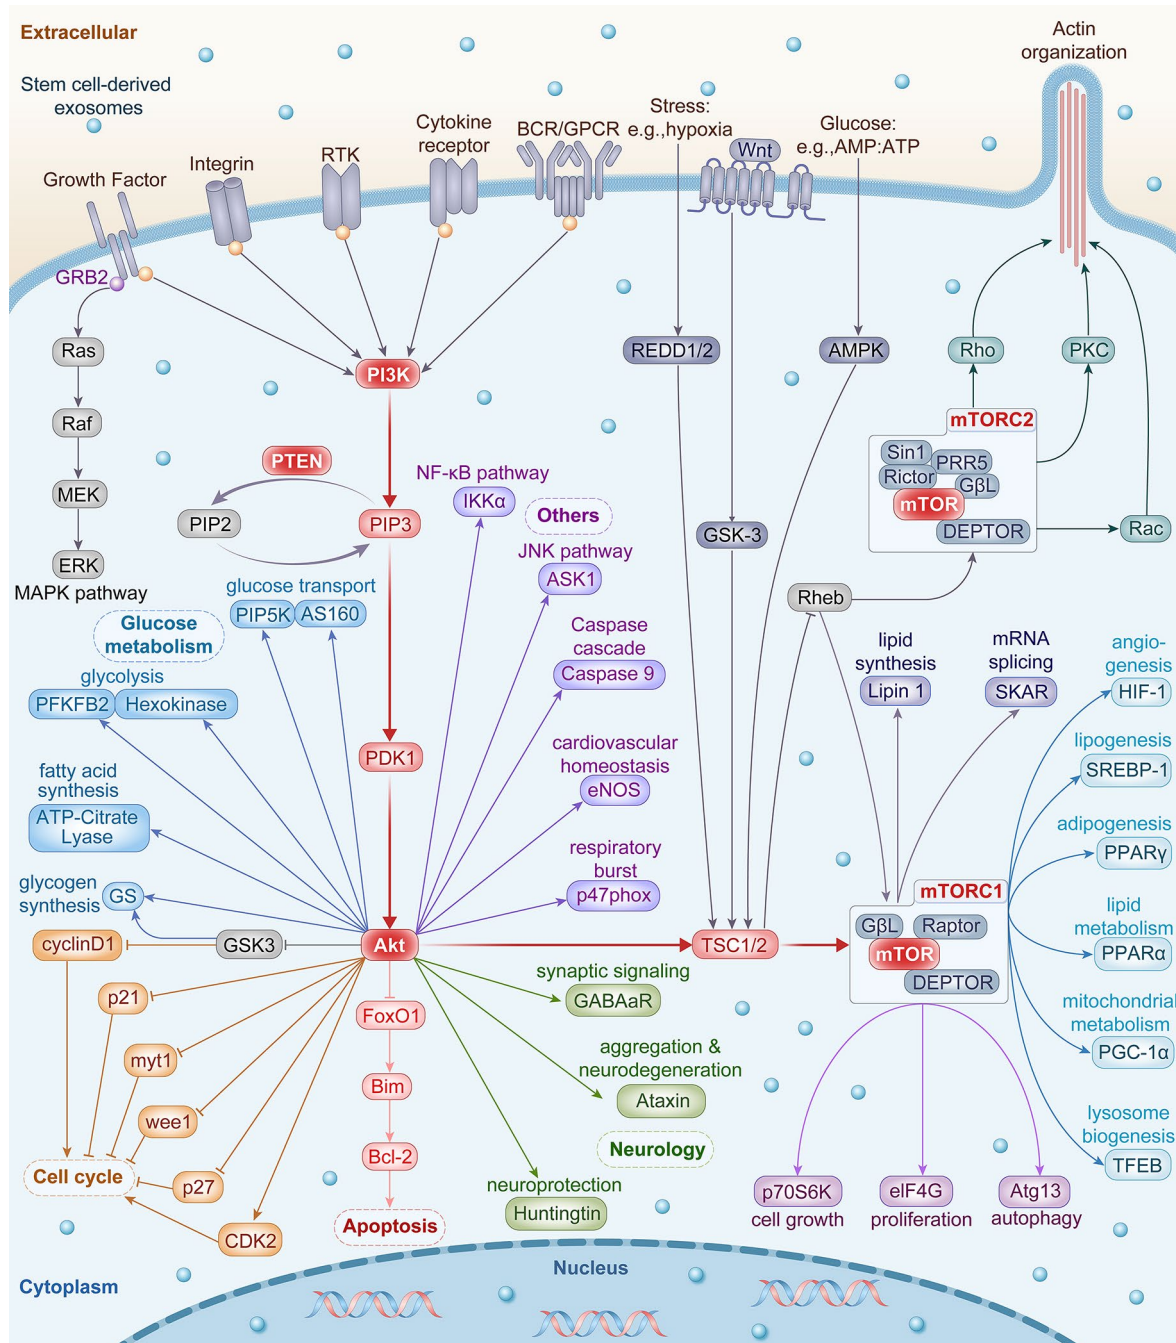 Extracellular
Stem cell-derived
exosomes
Growth Factor
Integrin
RTK
Cytokine
receptor
BCR/GPCR
Stress:
e.g.,hypoxia
Wnt
Glucose:
e.g.,AMP:ATP
Actin
organization
GRB2
Ras
Raf
MEK
ERK
MAPK pathway
PI3K
PTEN
PIP2
PIP3
REDD1/2
AMPK
GSK-3
Rho
PKC
mTORC2
Sin1
PRR5
Rictor
GβL
mTOR
DEPTOR
Rac
Rheb
NF-κB pathway
IKKα
Others
JNK pathway
ASK1
Caspase
cascade
Caspase 9
cardiovascular
homeostasis
eNOS
respiratory
burst
p47phox
glucose transport
PIP5K
AS160
Glucose
metabolism
glycolysis
PFKFB2
Hexokinase
fatty acid
synthesis
ATP-Citrate
Lyase
glycogen
synthesis
GS
PDK1
lipid
synthesis
Lipin 1
mRNA
splicing
SKAR
angio-
genesis
HIF-1
lipogenesis
SREBP-1
adipogenesis
PPARγ
lipid
metabolism
PPARα
mitochondrial
metabolism
PGC-1α
lysosome
biogenesis
TFEB
cyclinD1
GSK3
Akt
TSC1/2
mTORC1
GβL
Raptor
mTOR
DEPTOR
p21
myt1
wee1
p27
CDK2
Cell cycle
FoxO1
Bim
Bcl-2
Apoptosis
synaptic signaling
GABAaR
aggregation &
neurodegeneration
Ataxin
Neurology
neuroprotection
Huntingtin
p70S6K
cell growth
eIF4G
proliferation
Atg13
autophagy
Cytoplasm
Nucleus